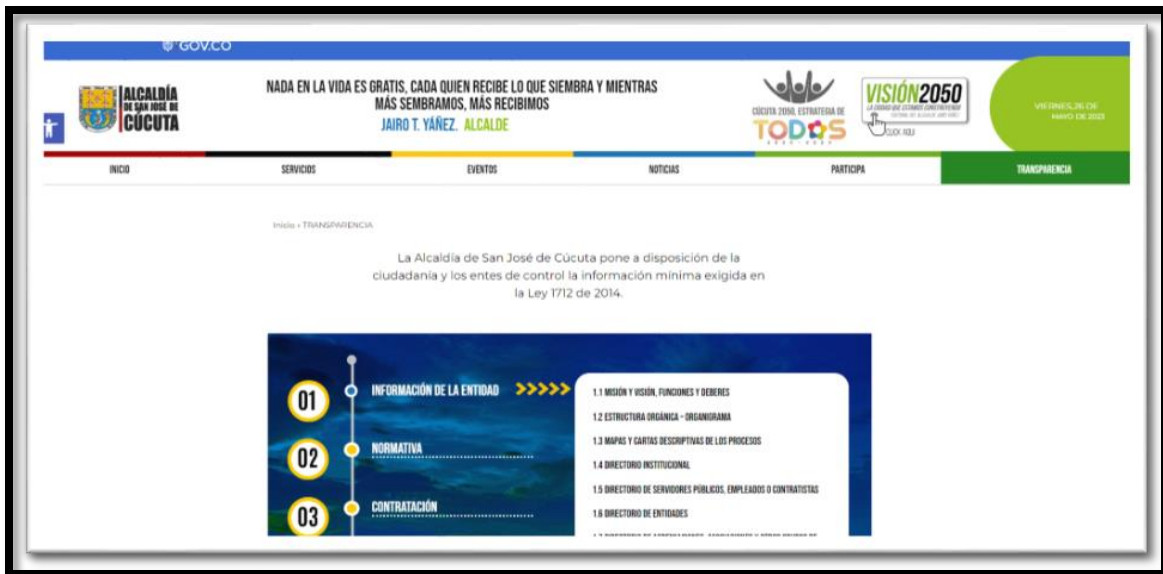 GOV.CO
ALCALDÍA
DE SAN JOSÉ DE
CÚCUTA
NADA EN LA VIDA ES GRATIS, CADA QUIEN RECIBE LO QUE SIEMBRA Y MIENTRAS
MÁS SEMBRAMOS, MÁS RECIBIMOS
JAIRO T. YÁÑEZ. ALCALDE
CÚCUTA 2050, ESTRATEGIA DE
TODOS
VISIÓN2050
LA CIUDAD QUE ESTAMOS CONSTRUYENDO
CLICK AQUÍ
VIERNES, 26 DE
MAYO DE 2023
INICIO
SERVICIOS
EVENTOS
NOTICIAS
PARTICIPA
TRANSPARENCIA
Inicio » TRANSPARENCIA
La Alcaldía de San José de Cúcuta pone a disposición de la
ciudadanía y los entes de control la información mínima exigida en
la Ley 1712 de 2014.
01
INFORMACIÓN DE LA ENTIDAD >>>>>
02
NORMATIVA
03
CONTRATACIÓN
1.1 MISIÓN Y VISIÓN, FUNCIONES Y DEBERES
1.2 ESTRUCTURA ORGÁNICA - ORGANIGRAMA
1.3 MAPAS Y CARTAS DESCRIPTIVAS DE LOS PROCESOS
1.4 DIRECTORIO INSTITUCIONAL
1.5 DIRECTORIO DE SERVIDORES PÚBLICOS, EMPLEADOS O CONTRATISTAS
1.6 DIRECTORIO DE ENTIDADES